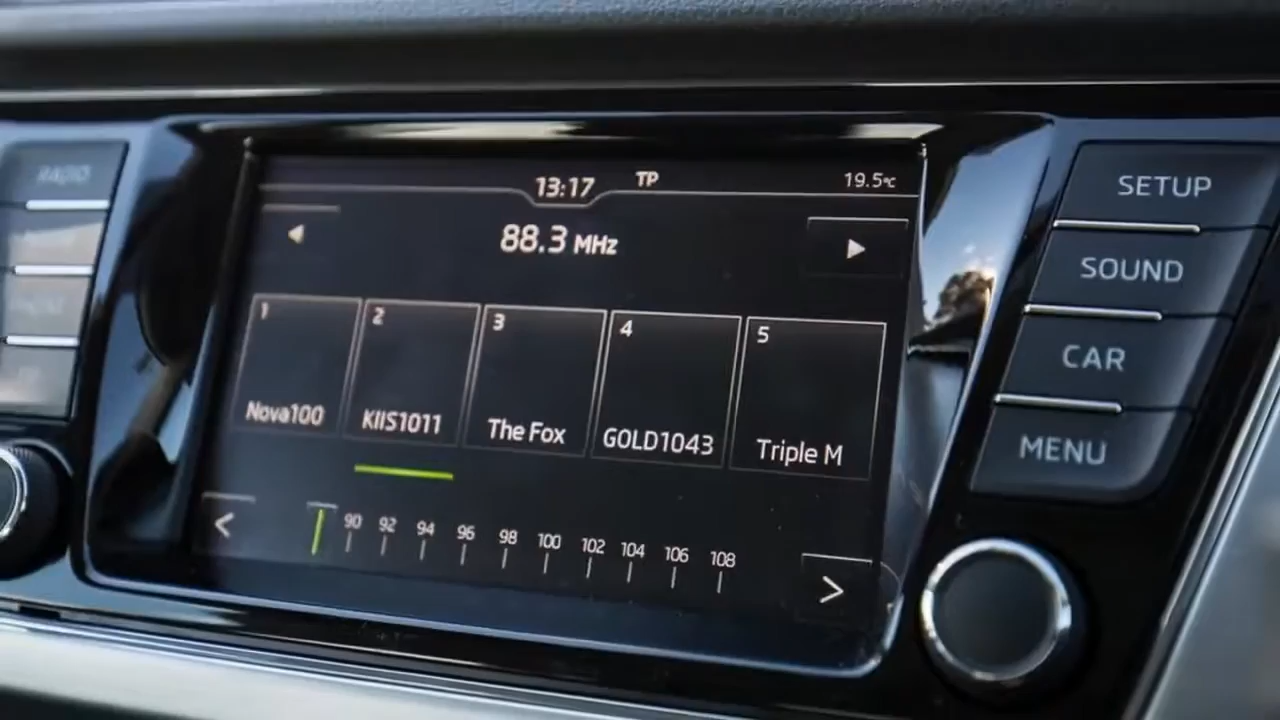 RADIO
13:17
TP
19.5°C
88.3 MHz
1
2
3
4
5
Nova100
KIIS1011
The Fox
GOLD1043
Triple M
<
90 92 94 96 98 100 102 104 106 108
>
SETUP
SOUND
CAR
MENU